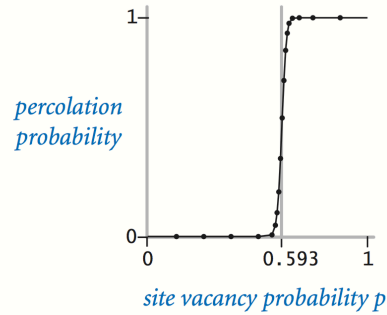 1
percolation
probability
0
0 0.593 1
site vacancy probability p